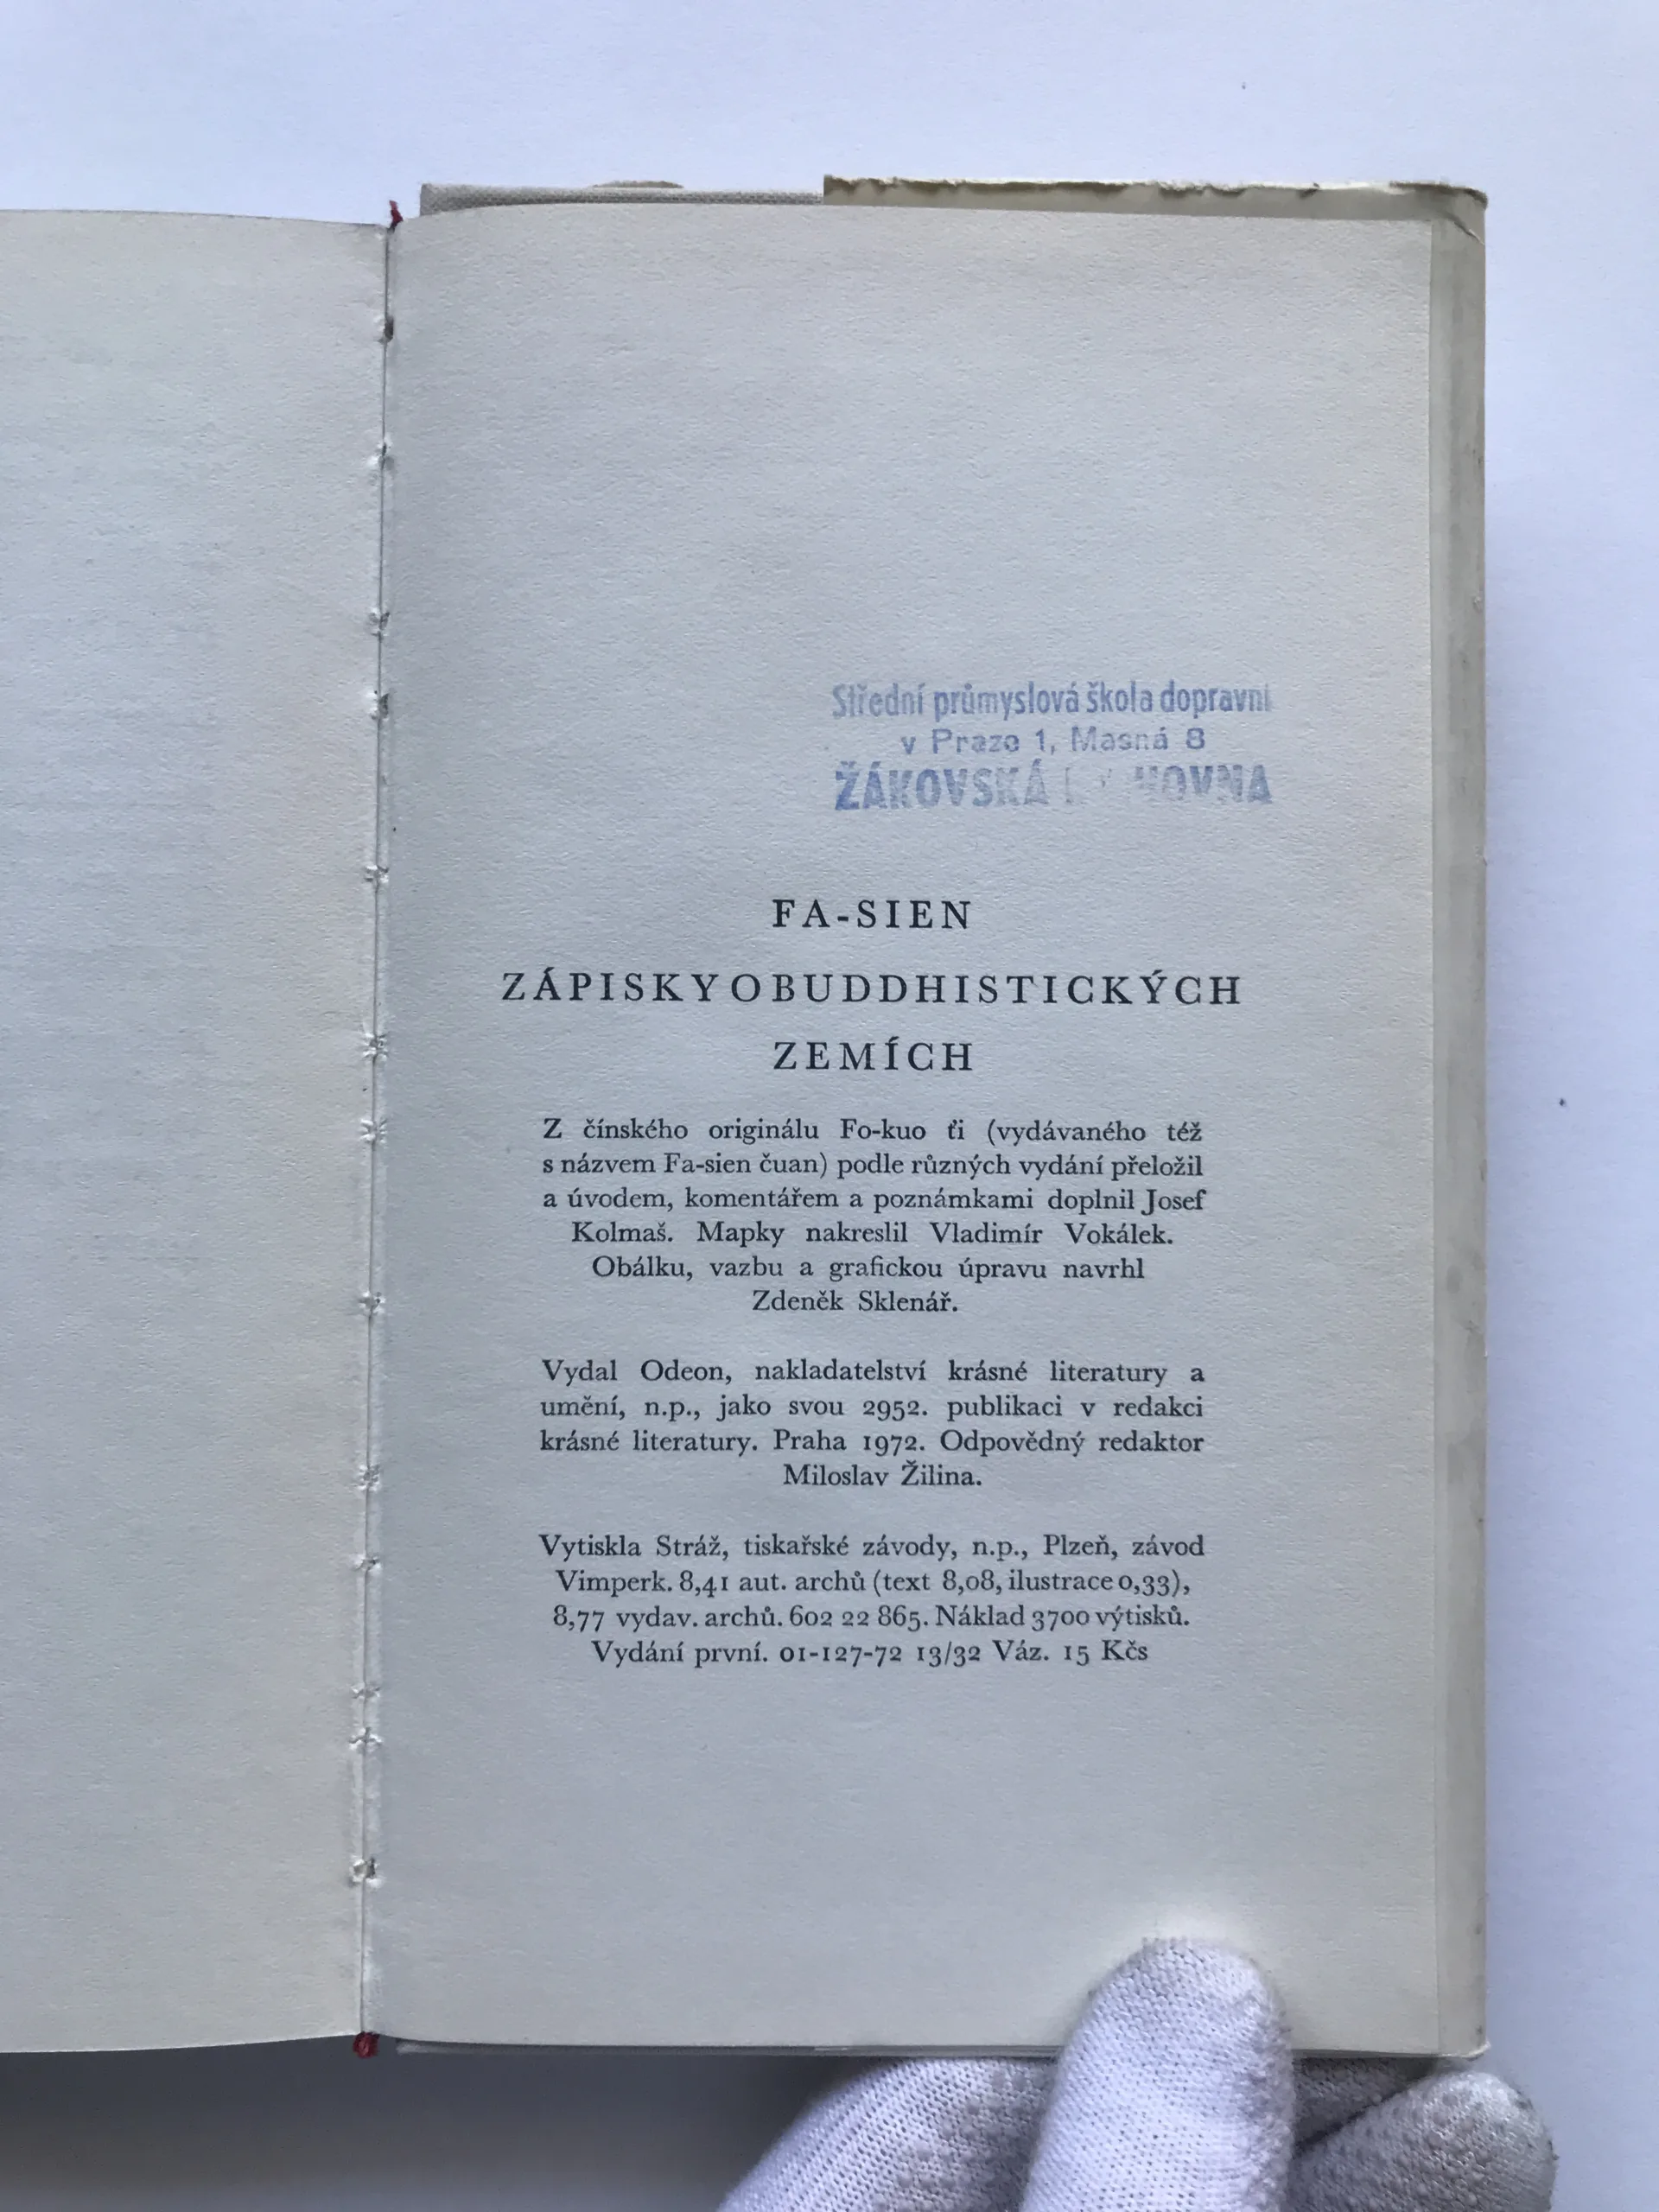 Střední průmyslová škola dopravní
v Praze 1, Masná 8
ŽÁKOVSKÁ
FA-SIEN
ZÁPISKY O BUDDHISTICKÝCH
ZEMÍCH
Z čínského originálu Fo-kuo ťi (vydávaného též
s názvem Fa-sien čuan) podle různých vydání přeložil
a úvodem, komentářem a poznámkami doplnil Josef
Kolmaš. Mapky nakreslil Vladimír Vokálek.
Obálku, vazbu a grafickou úpravu navrhl
Zdeněk Sklenář.
Vydal Odeon, nakladatelství krásné literatury a
umění, n.p., jako svou 2952. publikaci v redakci
krásné literatury. Praha 1972. Odpovědný redaktor
Miloslav Žilina.
Vytiskla Stráž, tiskařské závody, n.p., Plzeň, závod
Vimperk. 8,41 aut. archů (text 8,08, ilustrace 0,33),
8,77 vydav. archů. 602 22 865. Náklad 3700 výtisků.
Vydání první. 01-127-72 13/32 Váz. 15 Kčs